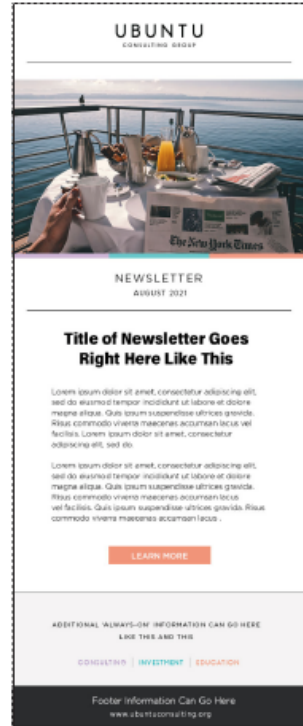 UBUNTU
CONSULTING GROUP
The New York Times
NEWSLETTER
AUGUST 2021
Title of Newsletter Goes
Right Here Like This
Lorem ipsum dolor sit amet, consectetur adipiscing elit,
sed do eiusmod tempor incididunt ut labore et dolore
magna aliqua. Quis ipsum suspendisse ultrices gravida.
Risus commodo viverra maecenas accumsan lacus vel
facilisis. Lorem ipsum dolor sit amet, consectetur
adipiscing elit, sed do.
Lorem ipsum dolor sit amet, consectetur adipiscing elit,
sed do eiusmod tempor incididunt ut labore et dolore
magna aliqua. Quis ipsum suspendisse ultrices gravida.
Risus commodo viverra maecenas accumsan lacus
vel facilisis. Quis ipsum suspendisse ultrices gravida. Risus
commodo viverra maecenas accumsan lacus .
LEARN MORE
ADDITIONAL 'ALWAYS-ON' INFORMATION CAN GO HERE
LIKE THIS AND THIS
CONSULTING | INVESTMENT | EDUCATION
Footer Information Can Go Here
www.ubuntuconsulting.org